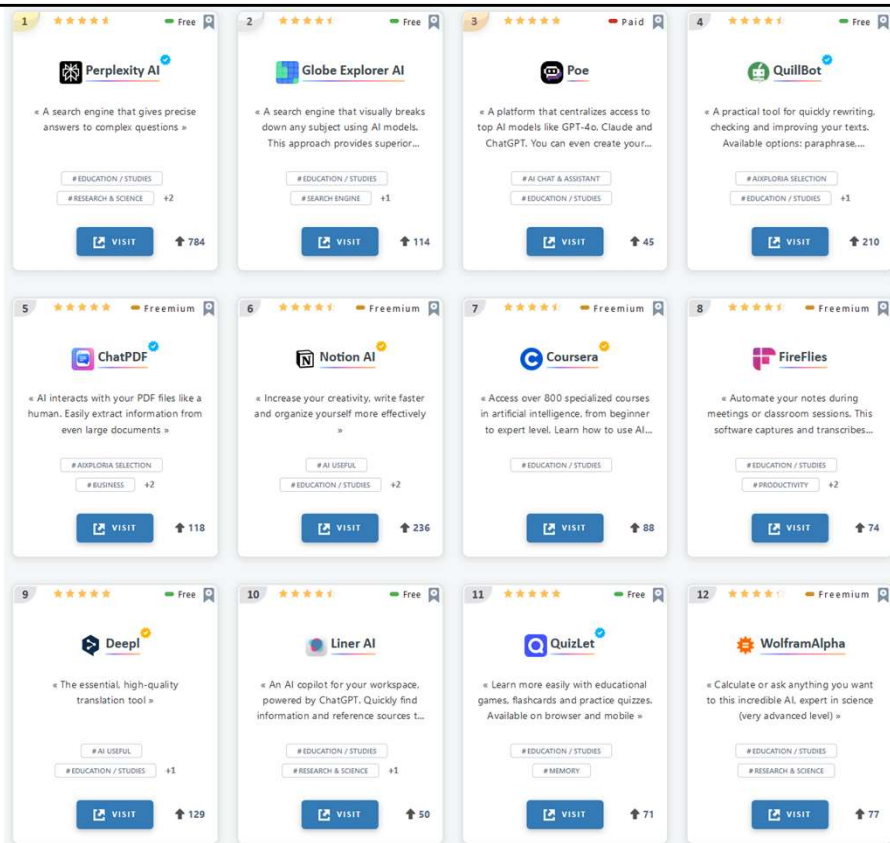 1 Free
Perplexity AI
« A search engine that gives precise
answers to complex questions »
# EDUCATION / STUDIES
# RESEARCH & SCIENCE +2
VISIT 784
2 Free
Globe Explorer AI
« A search engine that visually breaks
down any subject using AI models.
This approach provides superior...
# EDUCATION / STUDIES
# SEARCH ENGINE +1
VISIT 114
3 Paid
Poe
« A platform that centralizes access to
top AI models like GPT-4o, Claude and
ChatGPT. You can even create your...
# AI CHAT & ASSISTANT
# EDUCATION / STUDIES
VISIT 45
4 Free
QuillBot
« A practical tool for quickly rewriting,
checking and improving your texts.
Available options: paraphrase,...
# AIXPLORIA SELECTION
# EDUCATION / STUDIES +1
VISIT 210
5 Freemium
ChatPDF
« AI interacts with your PDF files like a
human. Easily extract information from
even large documents »
# AIXPLORIA SELECTION
# BUSINESS +2
VISIT 118
6 Freemium
Notion AI
« Increase your creativity, write faster
and organize yourself more effectively
»
# AI USEFUL
# EDUCATION / STUDIES +2
VISIT 236
7 Freemium
Coursera
« Access over 800 specialized courses
in artificial intelligence, from beginner
to expert level. Learn how to use AI...
# EDUCATION / STUDIES
VISIT 88
8 Freemium
FireFlies
« Automate your notes during
meetings or classroom sessions. This
software captures and transcribes...
# EDUCATION / STUDIES
# PRODUCTIVITY +2
VISIT 74
9 Free
Deepl
« The essential, high-quality
translation tool »
# AI USEFUL
# EDUCATION / STUDIES +1
VISIT 129
10 Free
Liner AI
« An AI copilot for your workspace,
powered by ChatGPT. Quickly find
information and reference sources t...
# EDUCATION / STUDIES
# RESEARCH & SCIENCE +1
VISIT 50
11 Free
QuizLet
« Learn more easily with educational
games, flashcards and practice quizzes.
Available on browser and mobile »
# EDUCATION / STUDIES
# MEMORY
VISIT 71
12 Freemium
WolframAlpha
« Calculate or ask anything you want
to this incredible AI, expert in science
(very advanced level) »
# EDUCATION / STUDIES
# RESEARCH & SCIENCE
VISIT 77